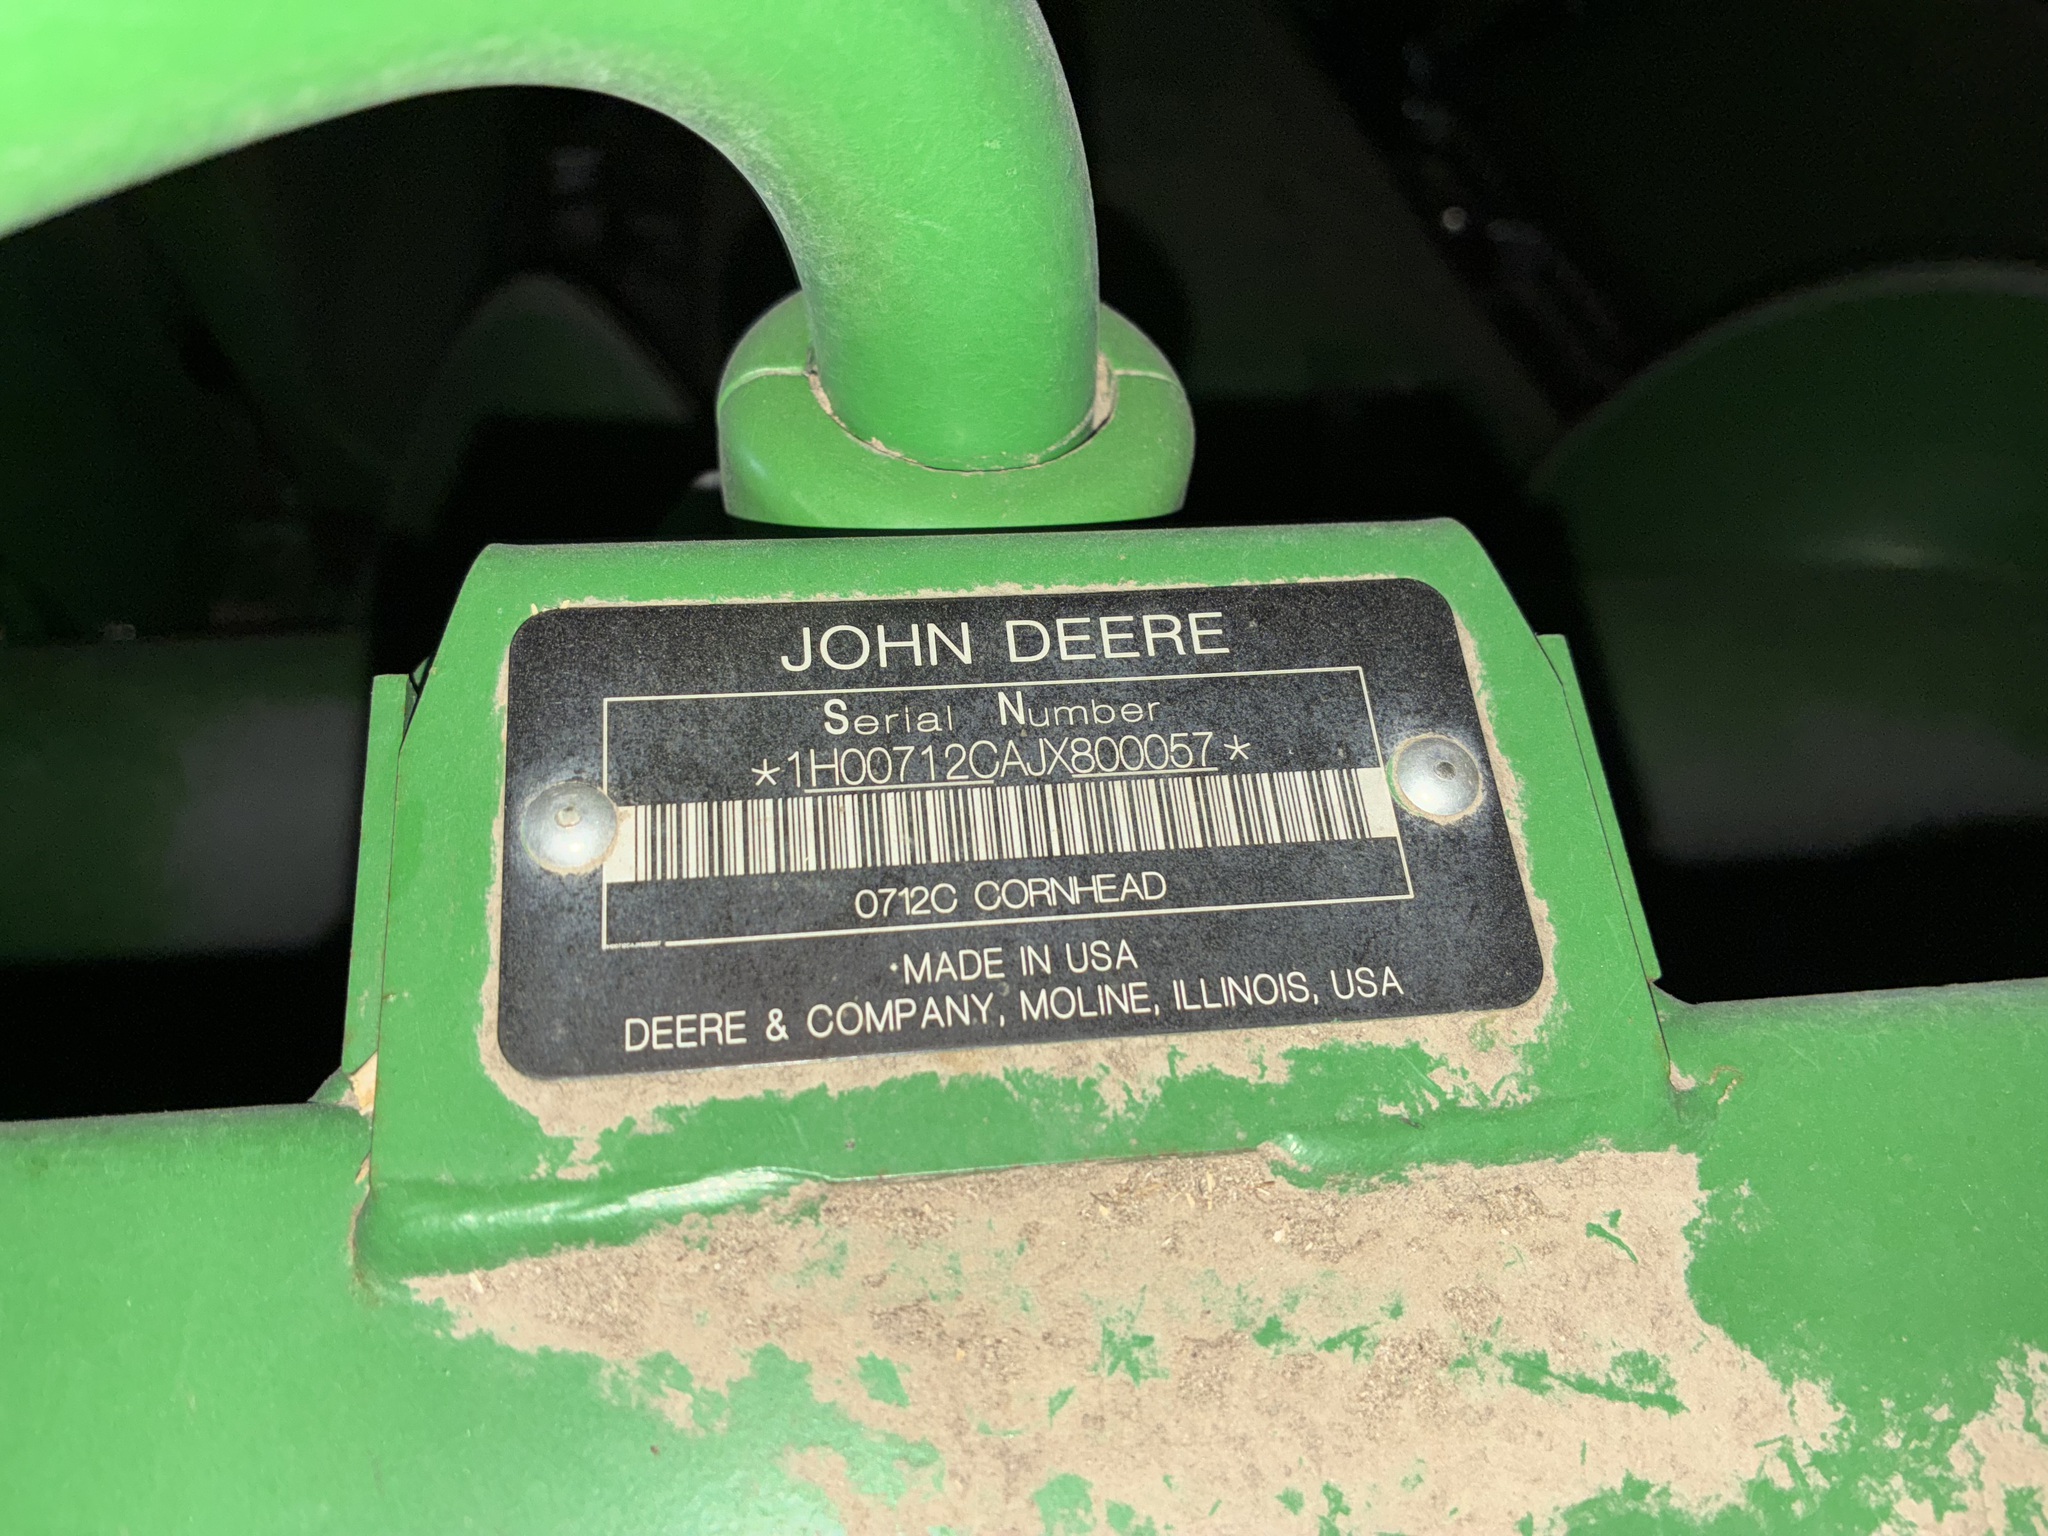 JOHN DEERE
Serial Number
*1H00712CAJX800057*
0712C CORNHEAD
MADE IN USA
DEERE & COMPANY, MOLINE, ILLINOIS, USA